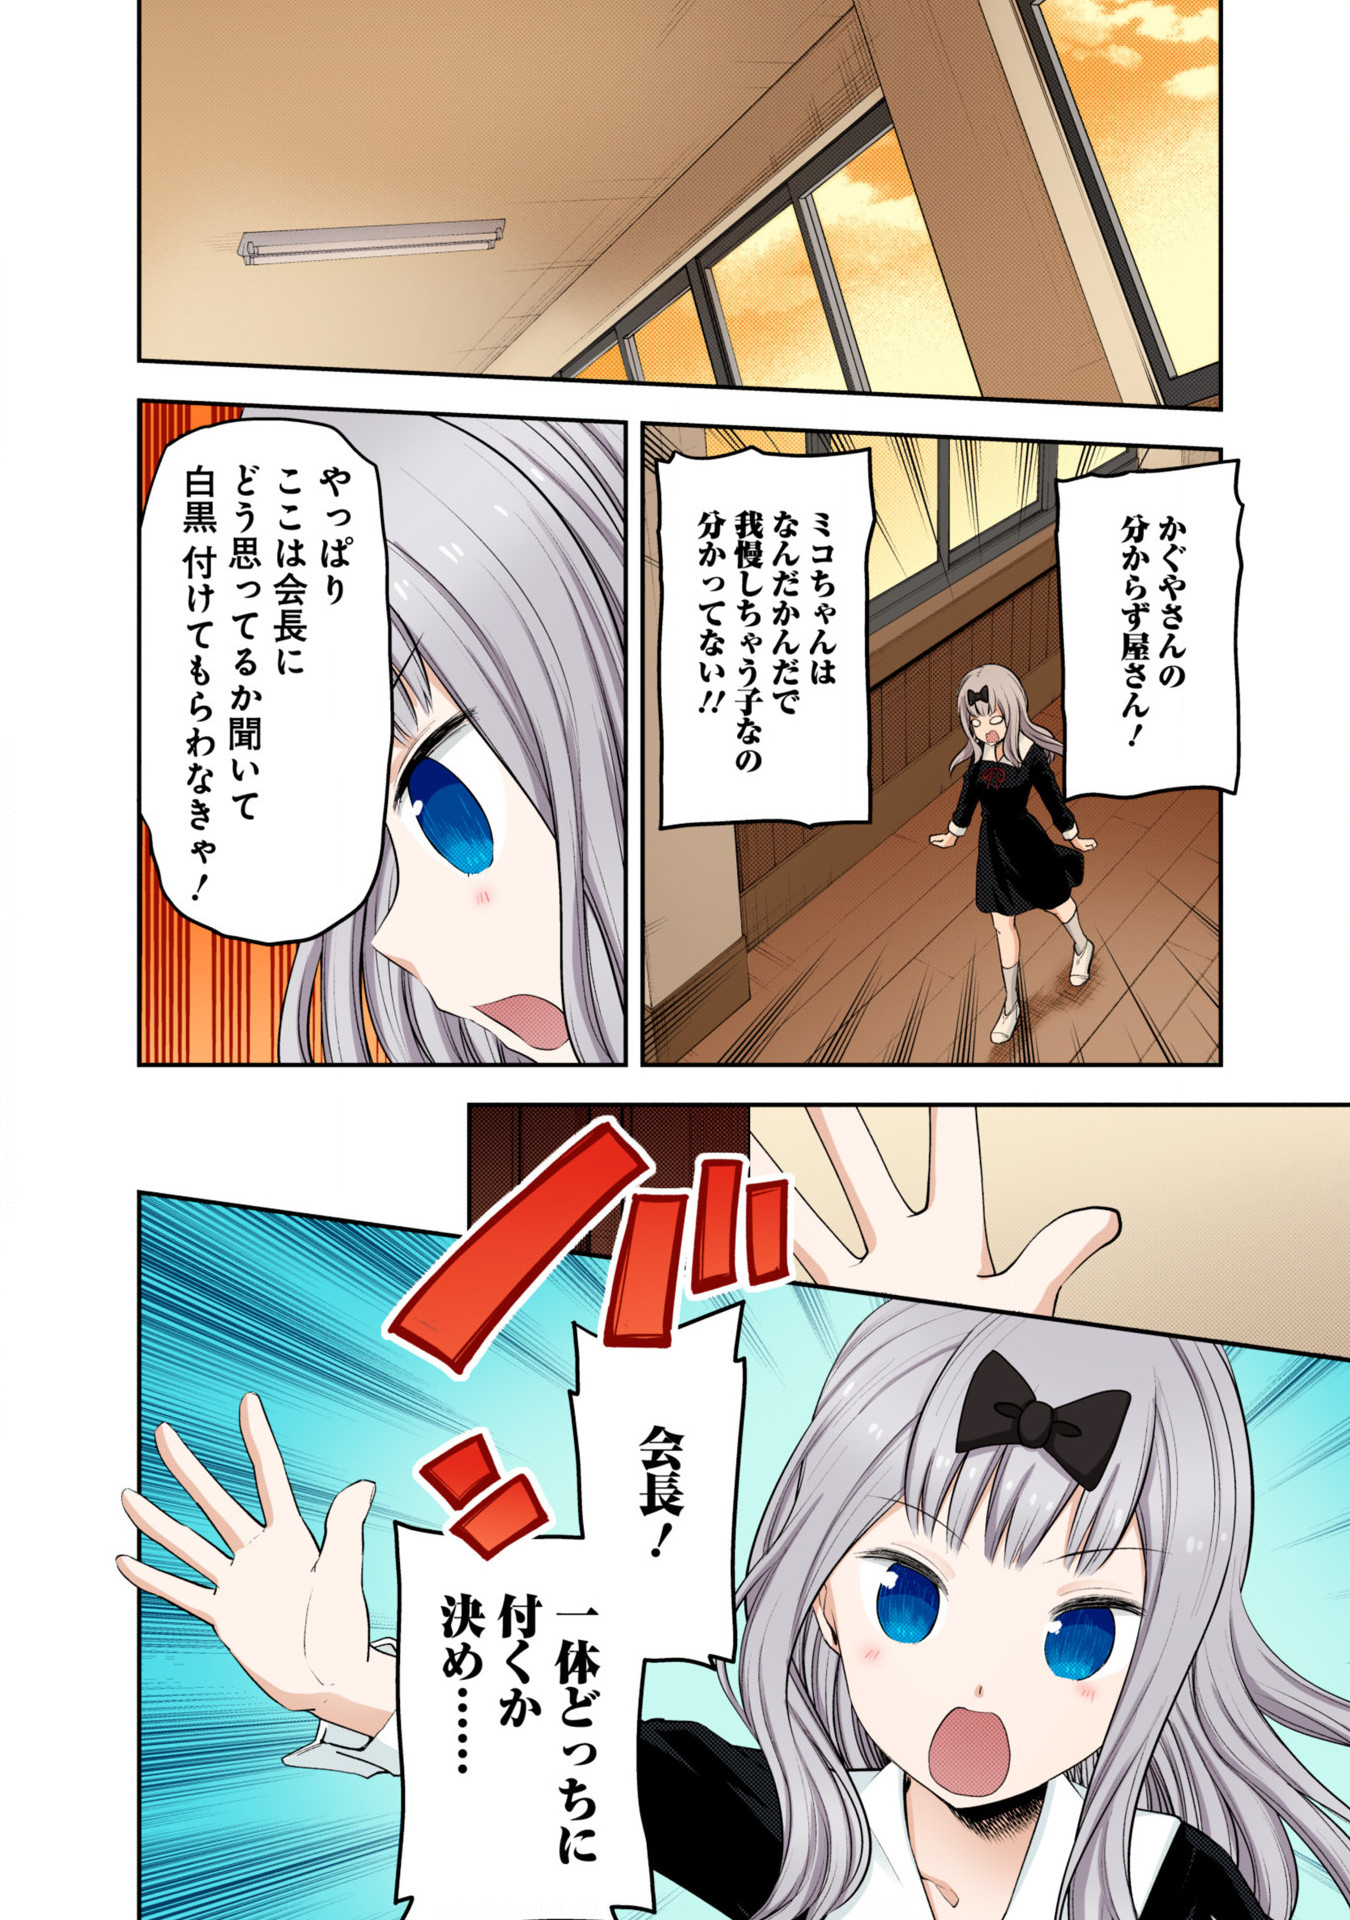 かぐやさんの
分からず屋さん！
ミコちゃんは
なんだかんだで
我慢しちゃう子なの
分かってない!!
やっぱり
ここは会長に
どう思ってるか聞いて
白黒付けてもらわなきゃ！
バン
会長！
一体どっちに
付くか
決め……